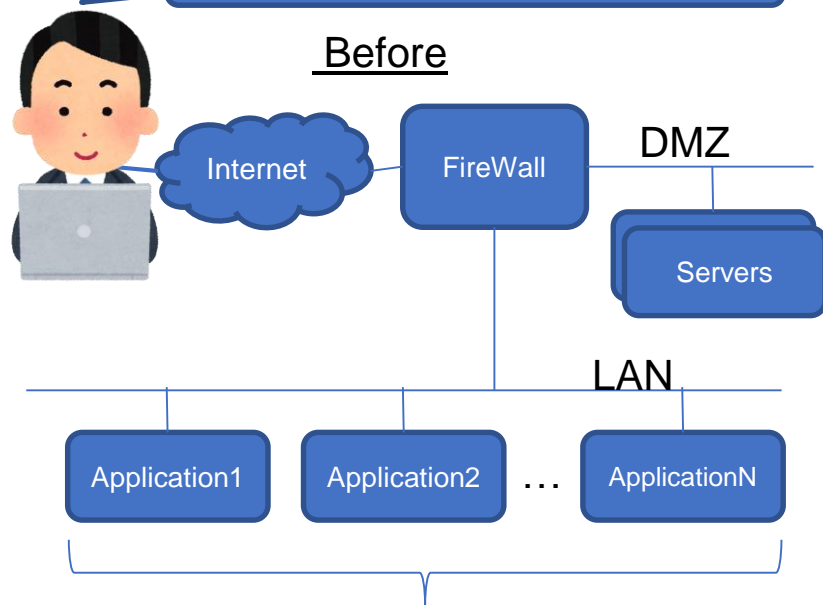 Before
Internet
FireWall
DMZ
Servers
LAN
Application1
Application2
…
ApplicationN